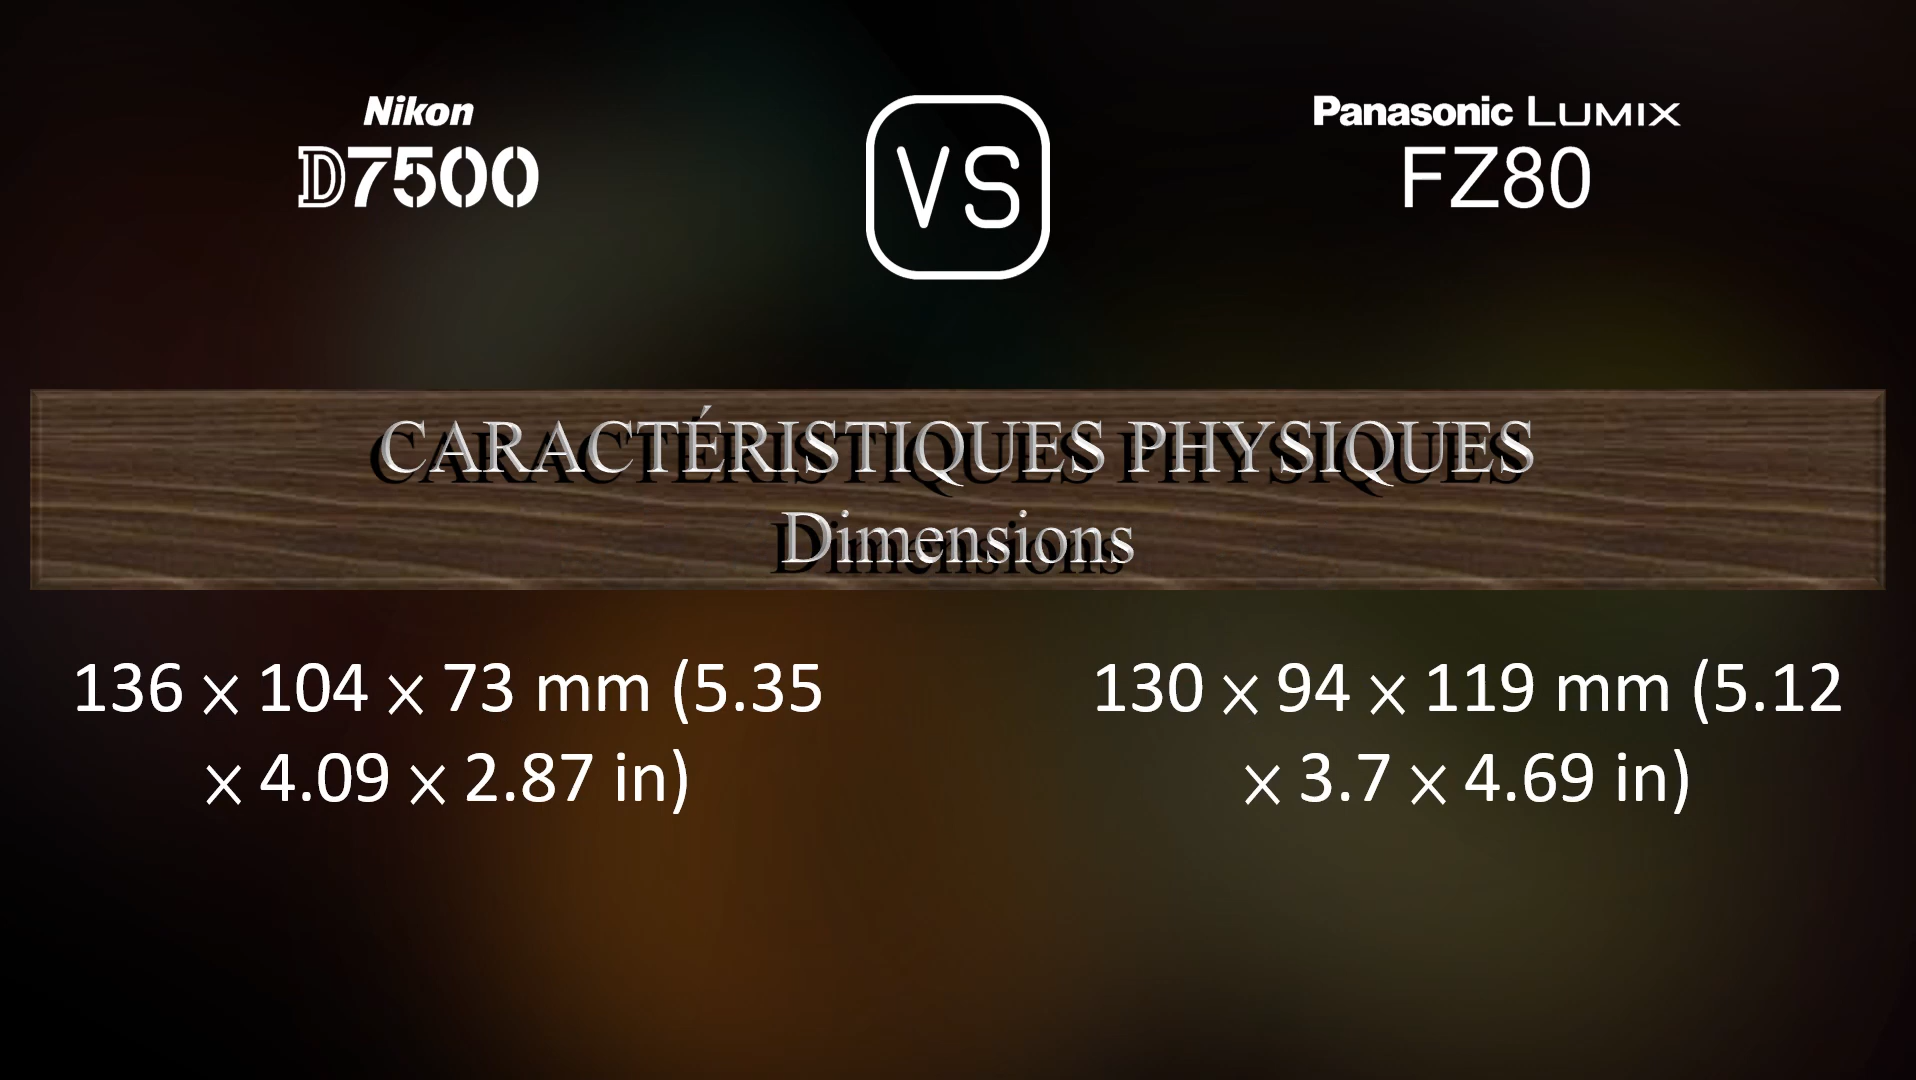 Nikon
D7500
VS
Panasonic LUMIX
FZ80
CARACTÉRISTIQUES PHYSIQUES
Dimensions
136 x 104 x 73 mm (5.35
x 4.09 x 2.87 in)
130 x 94 x 119 mm (5.12
x 3.7 x 4.69 in)